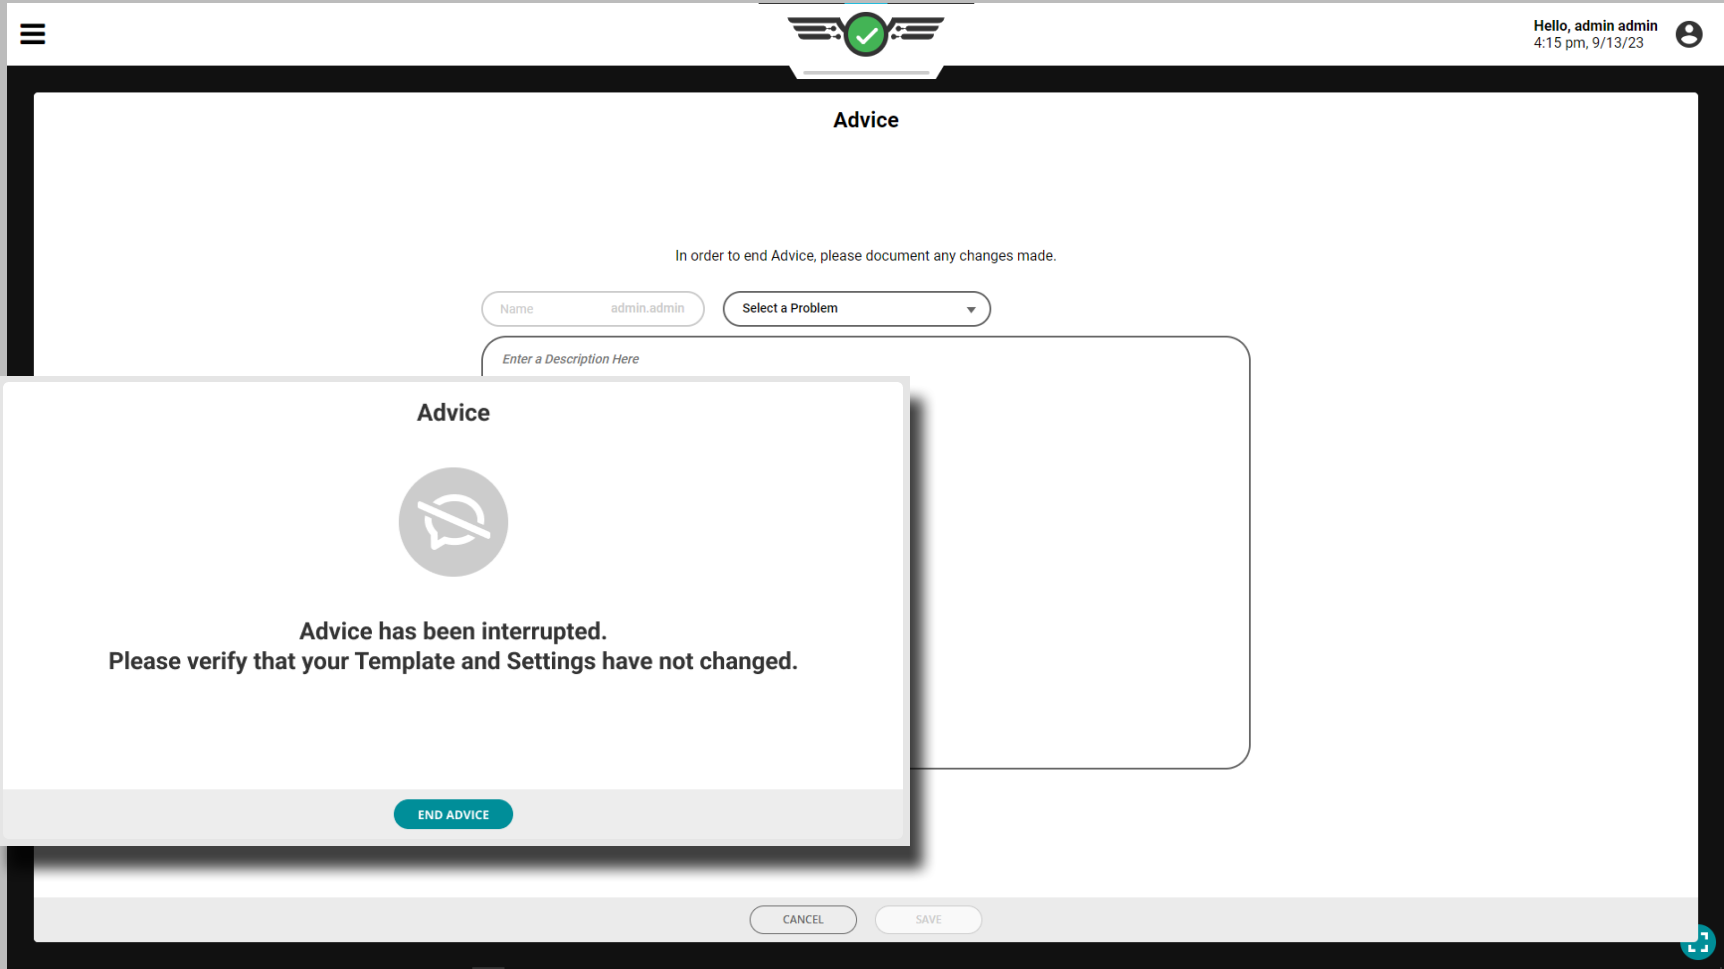 Hello, admin admin
4:15 pm, 9/13/23
Advice
In order to end Advice, please document any changes made.
Name admin.admin
Select a Problem
Enter a Description Here
Advice
Advice has been interrupted.
Please verify that your Template and Settings have not changed.
END ADVICE
CANCEL
SAVE